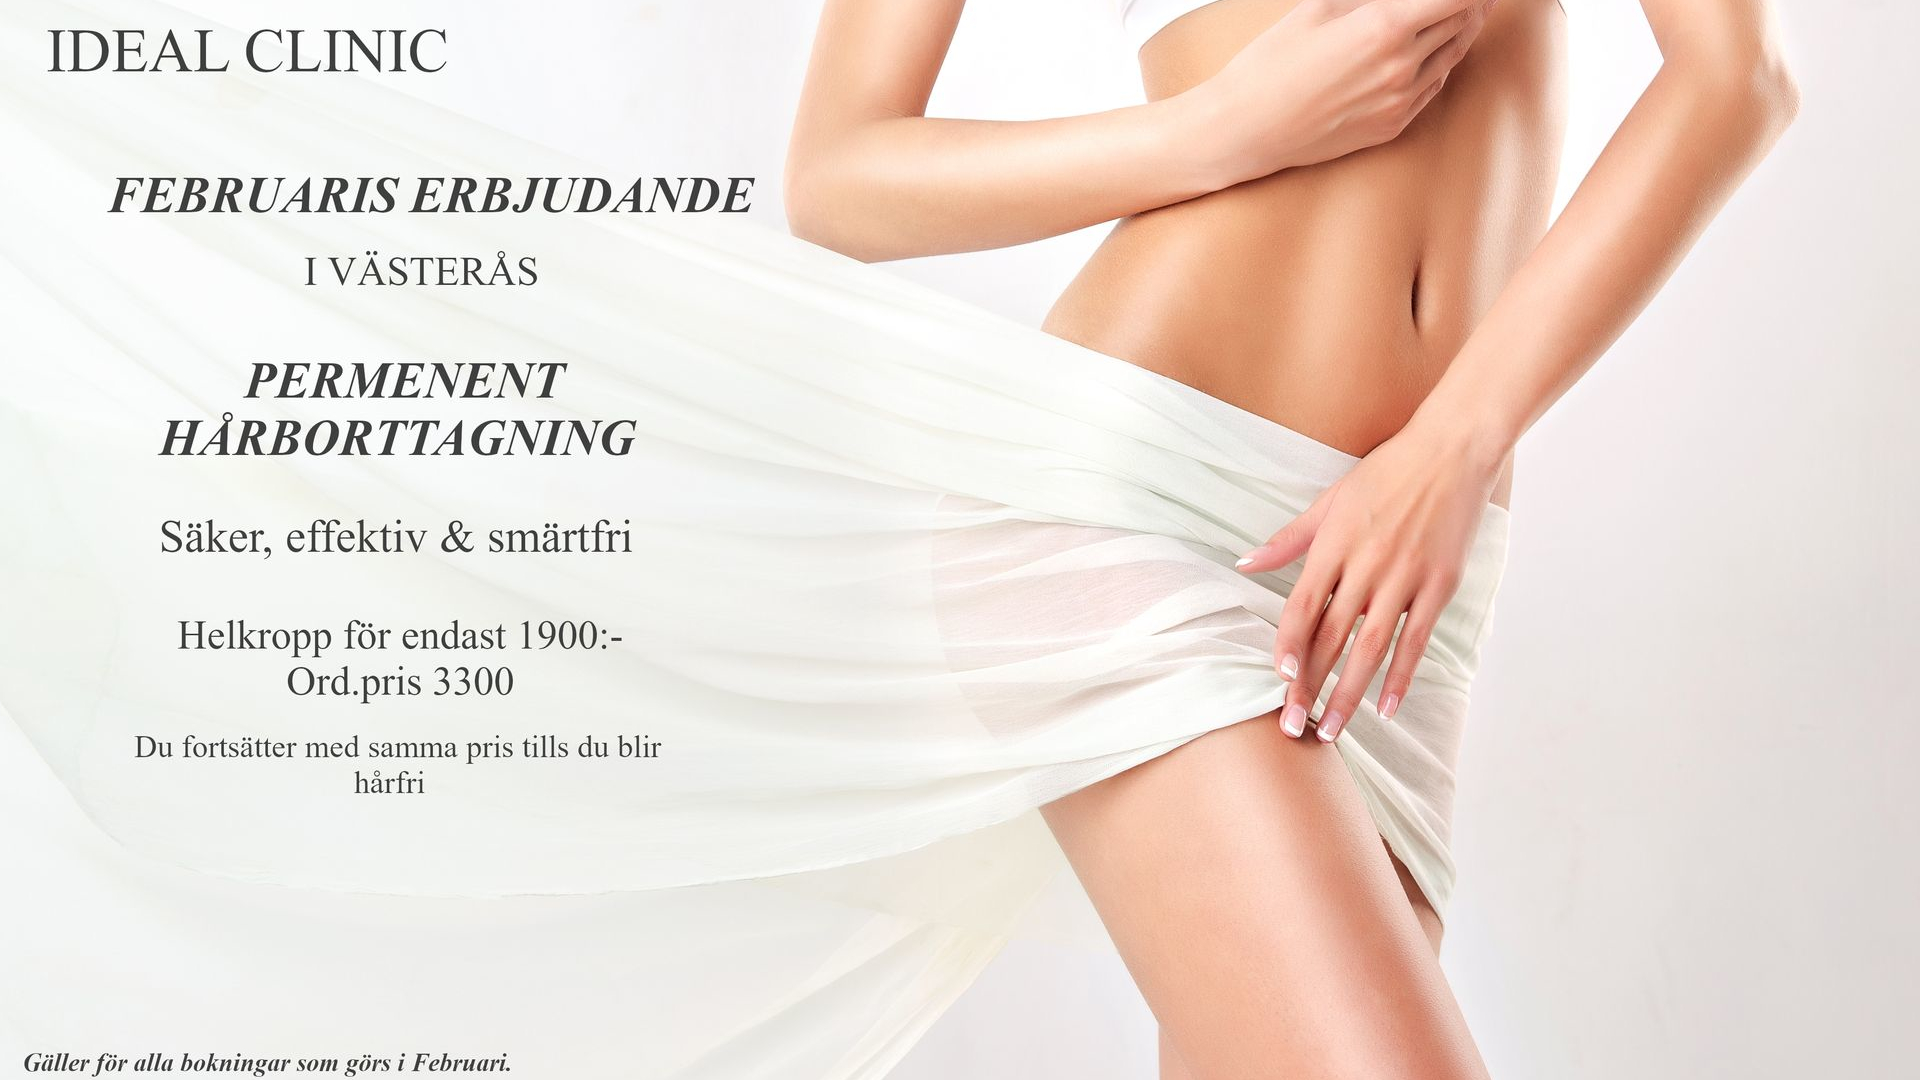 IDEAL CLINIC
FEBRUARIS ERBJUDANDE
I VÄSTERÅS
PERMENENT
HÅRBORTTAGNING
Säker, effektiv & smärtfri
Helkropp för endast 1900:-
Ord.pris 3300
Du fortsätter med samma pris tills du blir
hårfri
Gäller för alla bokningar som görs i Februari.